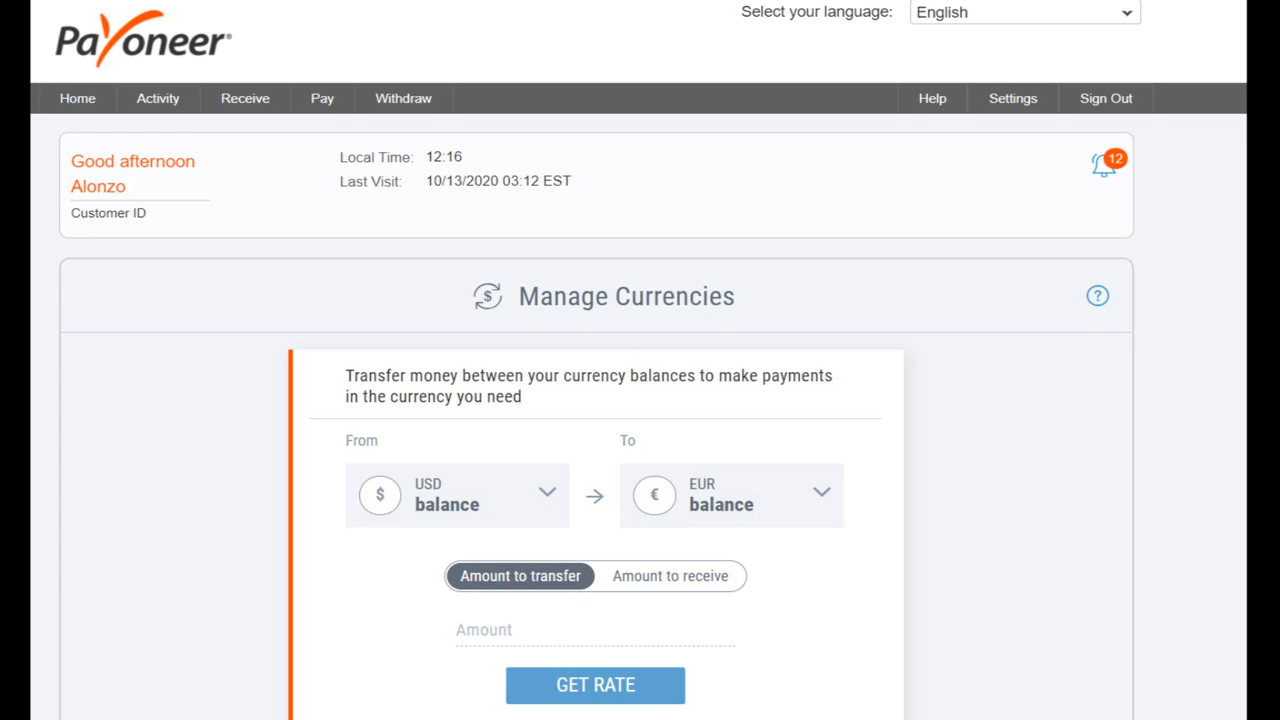 Select your language: English
Payoneer®
Home Activity Receive Pay Withdraw Help Settings Sign Out
Good afternoon
Alonzo
Customer ID
Local Time: 12:16
Last Visit: 10/13/2020 03:12 EST
12
$ Manage Currencies ?
Transfer money between your currency balances to make payments
in the currency you need
From To
$ USD balance
€ EUR balance
Amount to transfer Amount to receive
Amount
GET RATE